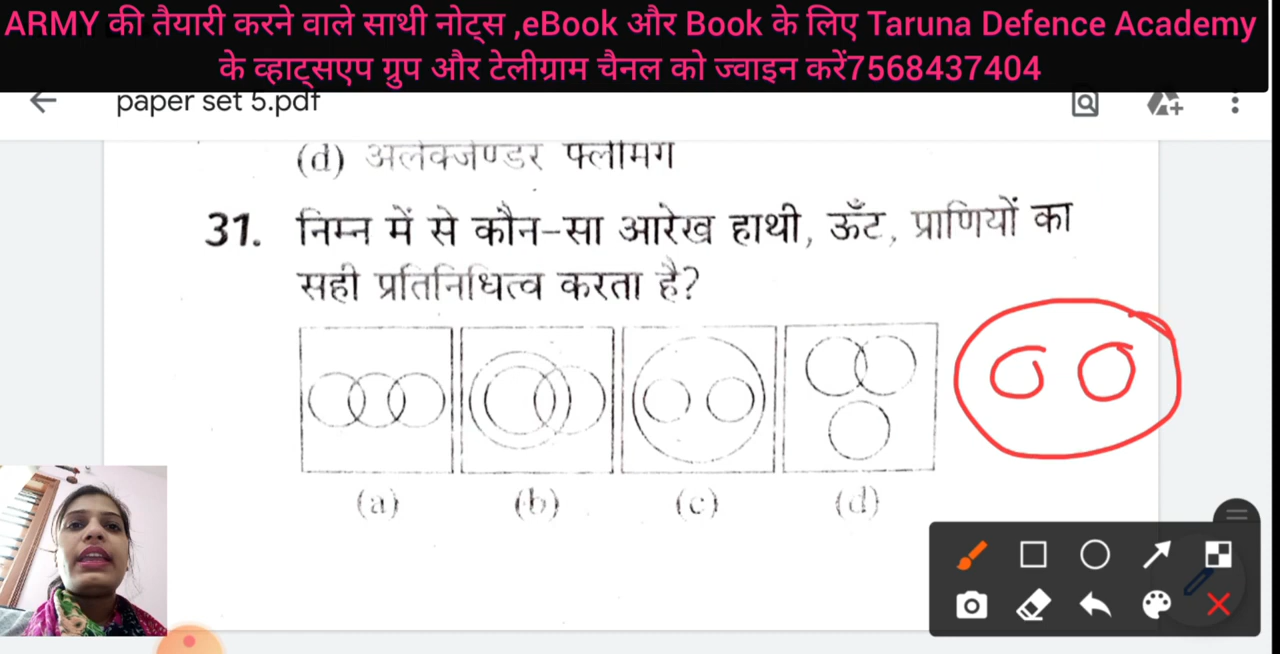 ARMY की तैयारी करने वाले साथी नोट्स ,eBook और Book के लिए Taruna Defence Academy
के व्हाट्सएप ग्रुप और टेलीग्राम चैनल को ज्वाइन करें7568437404
paper set 5.pdf
(d) अलेक्जेण्डर फ्लेमिंग
31. निम्न में से कौन-सा आरेख हाथी, ऊँट, प्राणियों का
सही प्रतिनिधित्व करता है?
(a) (b) (c) (d)